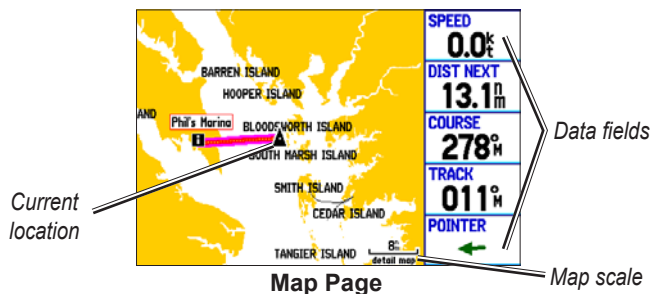 SPEED
0.0kt
DIST NEXT
13.1nm
COURSE
278°M
TRACK
011°M
POINTER
BARREN ISLAND
HOOPER ISLAND
AND
Phil's Marina
BLOODSWORTH ISLAND
SOUTH MARSH ISLAND
SMITH ISLAND
CEDAR ISLAND
TANGIER ISLAND
8nm
detail map
Data fields
Current
location
Map scale
Map Page